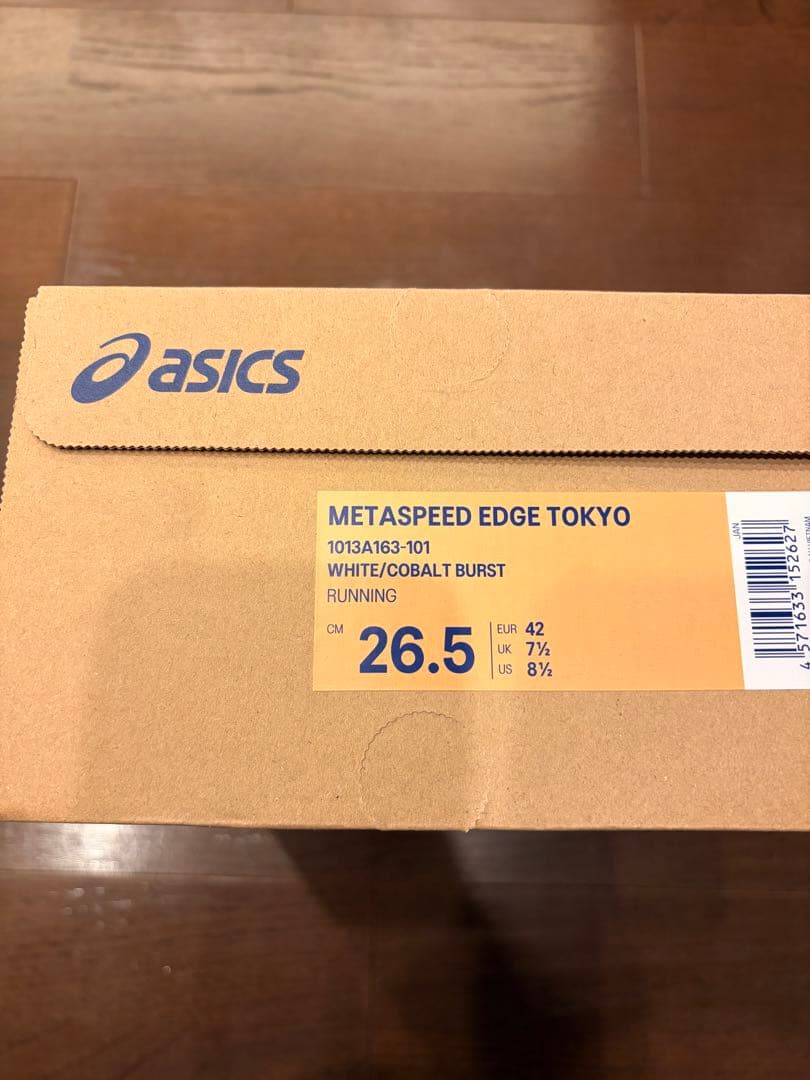 asics
METASPEED EDGE TOKYO
1013A163-101
WHITE/COBALT BURST
RUNNING
CM 26.5
EUR 42
UK 7½
US 8½
JAN
4 571633 152627
VIETNAM